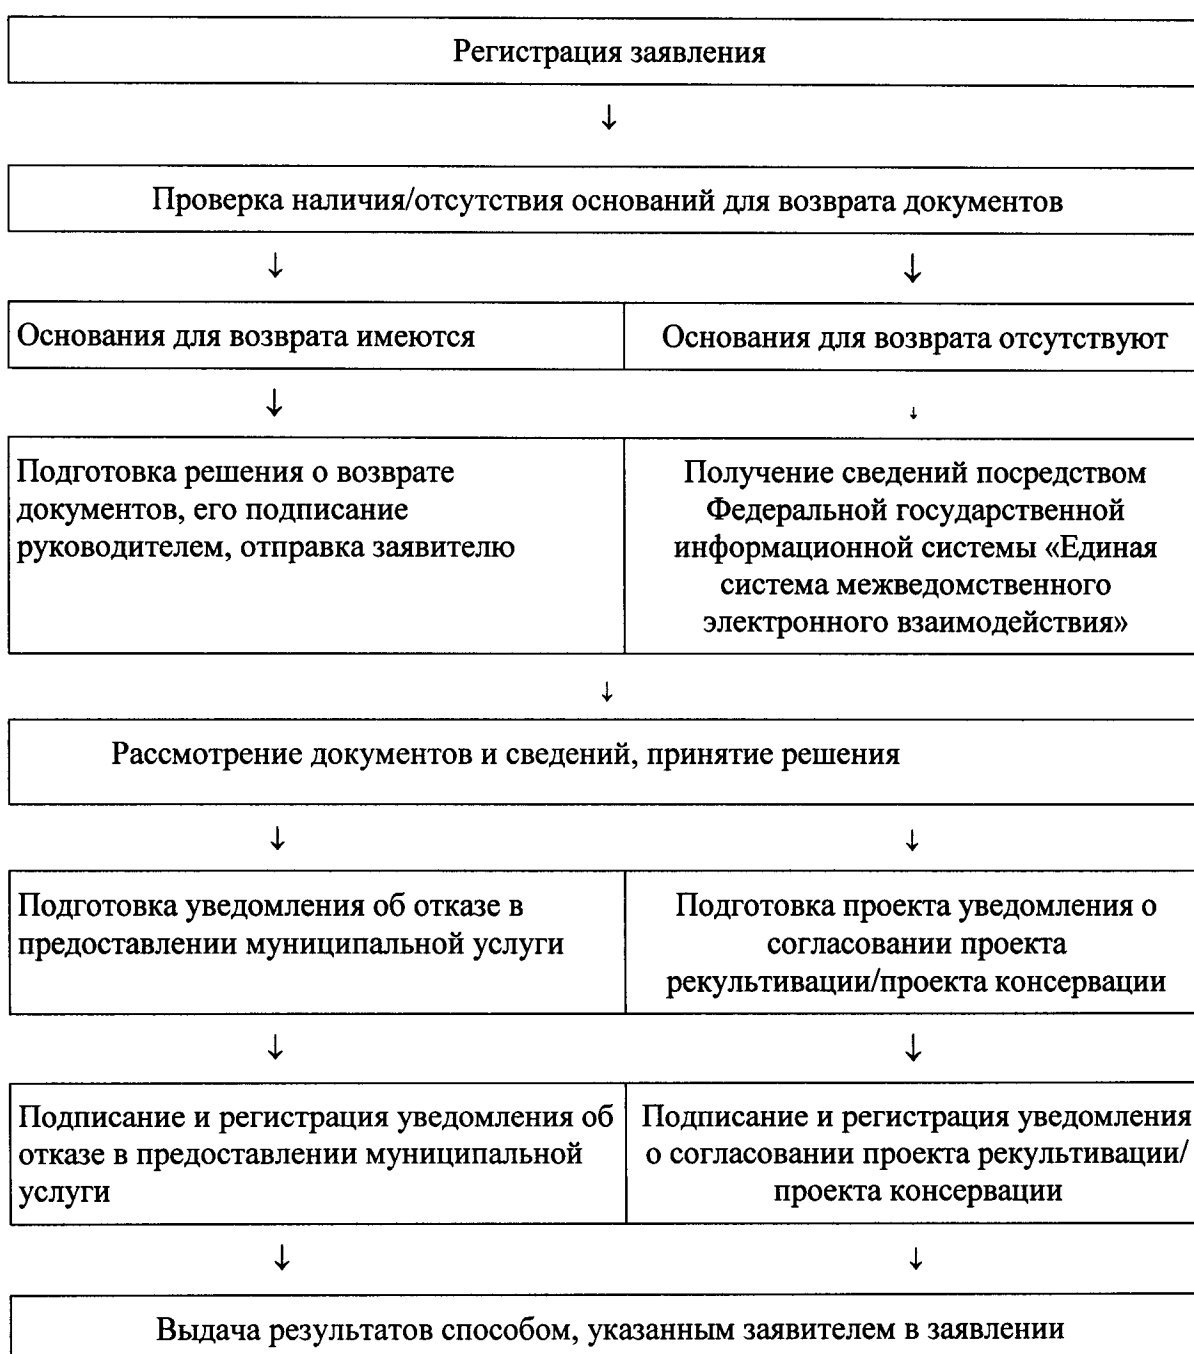 Регистрация заявления
↓
Проверка наличия/отсутствия оснований для возврата документов
↓ ↓
Основания для возврата имеются
Основания для возврата отсутствуют
↓ ↓
Подготовка решения о возврате
документов, его подписание
руководителем, отправка заявителю
Получение сведений посредством
Федеральной государственной
информационной системы «Единая
система межведомственного
электронного взаимодействия»
↓
Рассмотрение документов и сведений, принятие решения
↓ ↓
Подготовка уведомления об отказе в
предоставлении муниципальной услуги
Подготовка проекта уведомления о
согласовании проекта
рекультивации/проекта консервации
↓ ↓
Подписание и регистрация уведомления об
отказе в предоставлении муниципальной
услуги
Подписание и регистрация уведомления
о согласовании проекта рекультивации/
проекта консервации
↓ ↓
Выдача результатов способом, указанным заявителем в заявлении